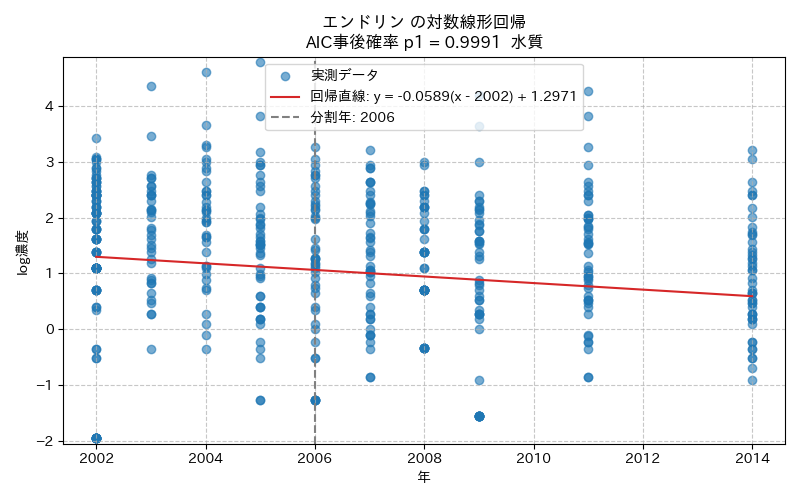 エンドリン の対数線形回帰
AIC事後確率 p1 = 0.9991 水質
実測データ
回帰直線: y = -0.0589(x - 2002) + 1.2971
分割年: 2006
log濃度
4
3
2
1
0
−1
−2
2002
2004
2006
2008
2010
2012
2014
年